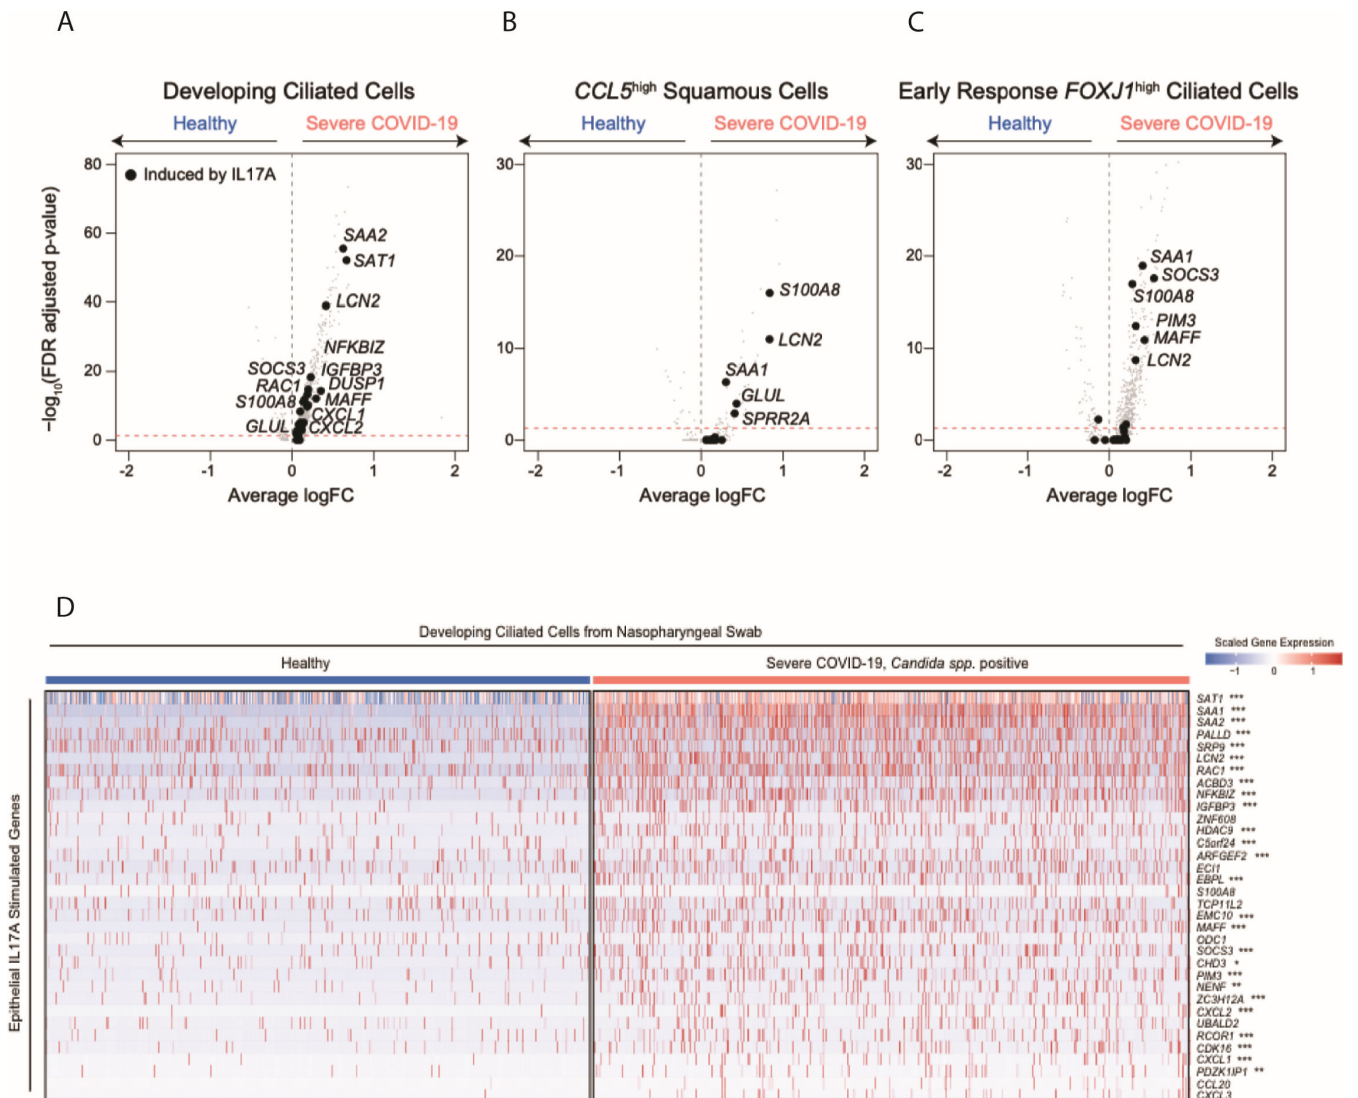 A
B
C
Developing Ciliated Cells
CCL5high Squamous Cells
Early Response FOXJ1high Ciliated Cells
Healthy
Severe COVID-19
Healthy
Severe COVID-19
Healthy
Severe COVID-19
−log10(FDR adjusted p-value)
80
60
40
20
0
Induced by IL17A
SAA2
SAT1
LCN2
NFKBIZ
SOCS3
IGFBP3
RAC1
DUSP1
S100A8
MAFF
CXCL1
GLUL
CXCL2
-2
-1
0
1
2
Average logFC
30
20
10
0
S100A8
LCN2
SAA1
GLUL
SPRR2A
-2
-1
0
1
2
Average logFC
30
20
10
0
SAA1
SOCS3
S100A8
PIM3
MAFF
LCN2
-2
-1
0
1
2
Average logFC
D
Developing Ciliated Cells from Nasopharyngeal Swab
Healthy
Severe COVID-19, Candida spp. positive
Scaled Gene Expression
−1 0 1
Epithelial IL17A Stimulated Genes
SAT1 ***
SAA1 ***
SAA2 ***
PALLD ***
SRP9 ***
LCN2 ***
RAC1 ***
ACBD3 ***
NFKBIZ ***
IGFBP3 ***
ZNF608
HDAC9 ***
C5orf24 ***
ARFGEF2 ***
ECI1
EBPL ***
S100A8
TCP11L2
EMC10 ***
MAFF ***
ODC1
SOCS3 ***
CHD3 *
PIM3 ***
NENF **
ZC3H12A ***
CXCL2 ***
UBALD2
RCOR1 ***
CDK16 ***
CXCL1 ***
PDZK1IP1 **
CCL20
CXCL3